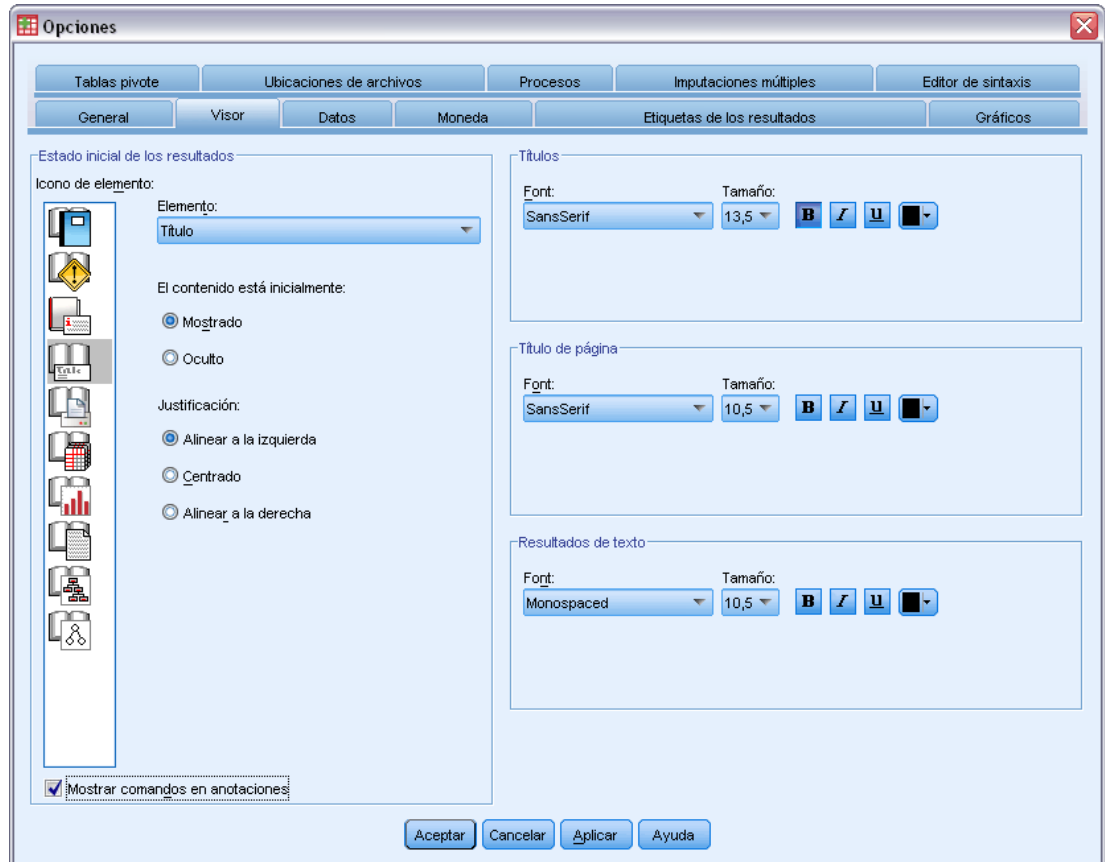 Opciones
Tablas pivote
Ubicaciones de archivos
Procesos
Imputaciones múltiples
Editor de sintaxis
General
Visor
Datos
Moneda
Etiquetas de los resultados
Gráficos
Estado inicial de los resultados
Icono de elemento:
Elemento:
Título
El contenido está inicialmente:
Mostrado
Oculto
Justificación:
Alinear a la izquierda
Centrado
Alinear a la derecha
Title
Mostrar comandos en anotaciones
Títulos
Font:
Tamaño:
SansSerif
13,5
B I U
Título de página
Font:
Tamaño:
SansSerif
10,5
B I U
Resultados de texto
Font:
Tamaño:
Monospaced
10,5
B I U
Aceptar
Cancelar
Aplicar
Ayuda